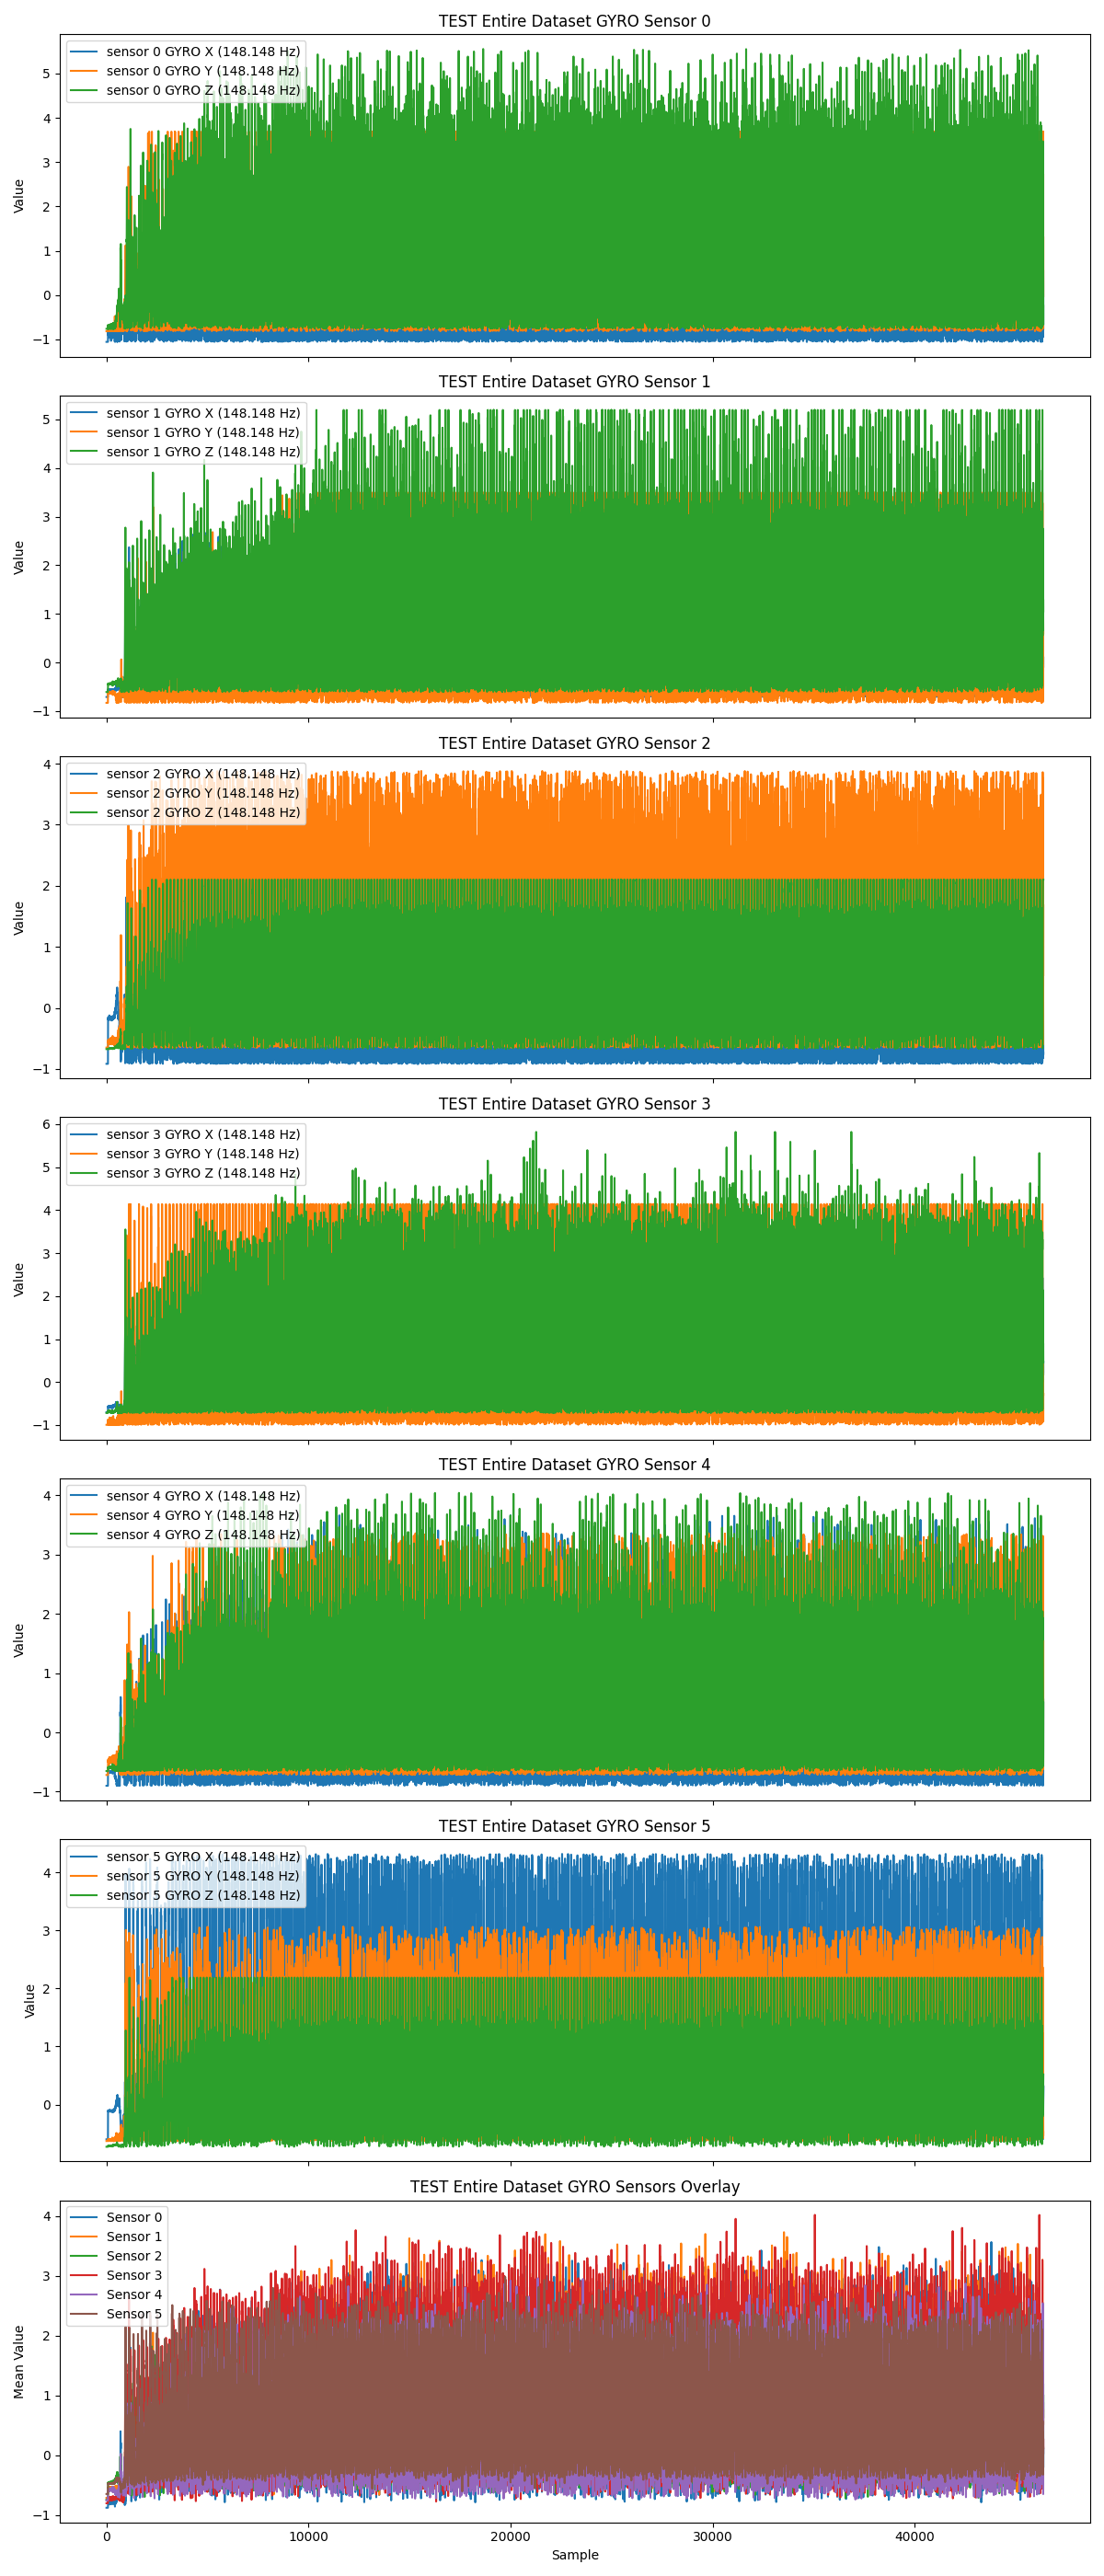 TEST Entire Dataset GYRO Sensor 0
sensor 0 GYRO X (148.148 Hz)
sensor 0 GYRO Y (148.148 Hz)
sensor 0 GYRO Z (148.148 Hz)
5
4
3
2
1
0
−1
Value
TEST Entire Dataset GYRO Sensor 1
sensor 1 GYRO X (148.148 Hz)
sensor 1 GYRO Y (148.148 Hz)
sensor 1 GYRO Z (148.148 Hz)
5
4
3
2
1
0
−1
Value
TEST Entire Dataset GYRO Sensor 2
sensor 2 GYRO X (148.148 Hz)
sensor 2 GYRO Y (148.148 Hz)
sensor 2 GYRO Z (148.148 Hz)
4
3
2
1
0
−1
Value
TEST Entire Dataset GYRO Sensor 3
sensor 3 GYRO X (148.148 Hz)
sensor 3 GYRO Y (148.148 Hz)
sensor 3 GYRO Z (148.148 Hz)
6
5
4
3
2
1
0
−1
Value
TEST Entire Dataset GYRO Sensor 4
sensor 4 GYRO X (148.148 Hz)
sensor 4 GYRO Y (148.148 Hz)
sensor 4 GYRO Z (148.148 Hz)
4
3
2
1
0
−1
Value
TEST Entire Dataset GYRO Sensor 5
sensor 5 GYRO X (148.148 Hz)
sensor 5 GYRO Y (148.148 Hz)
sensor 5 GYRO Z (148.148 Hz)
4
3
2
1
0
Value
TEST Entire Dataset GYRO Sensors Overlay
Sensor 0
Sensor 1
Sensor 2
Sensor 3
Sensor 4
Sensor 5
4
3
2
1
0
−1
Mean Value
0 10000 20000 30000 40000
Sample